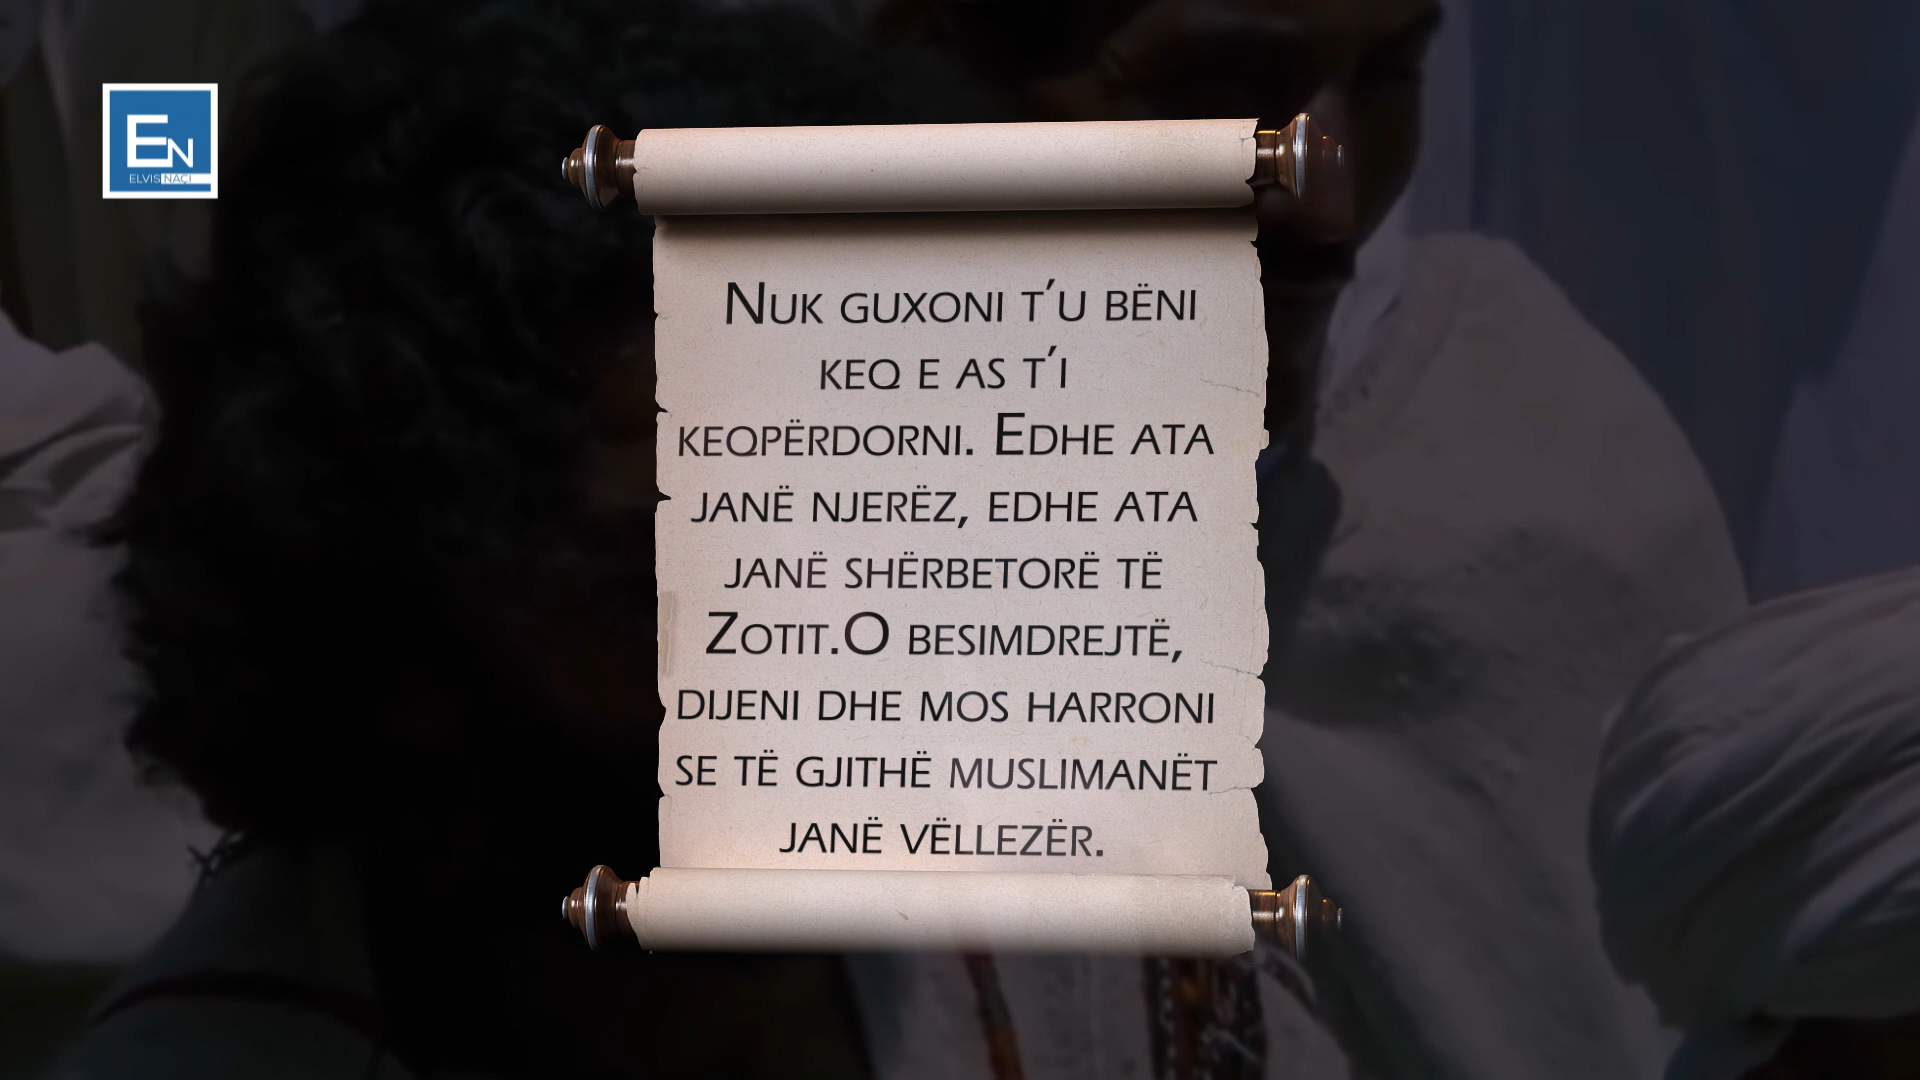 EN
ELVIS NAÇI
Nuk guxoni t'u bëni
keq e as t'i
keqpërdorni. Edhe ata
janë njerëz, edhe ata
janë shërbetorë të
Zotit.O besimdrejtë,
dijeni dhe mos harroni
se të gjithë muslimanët
janë vëllezër.